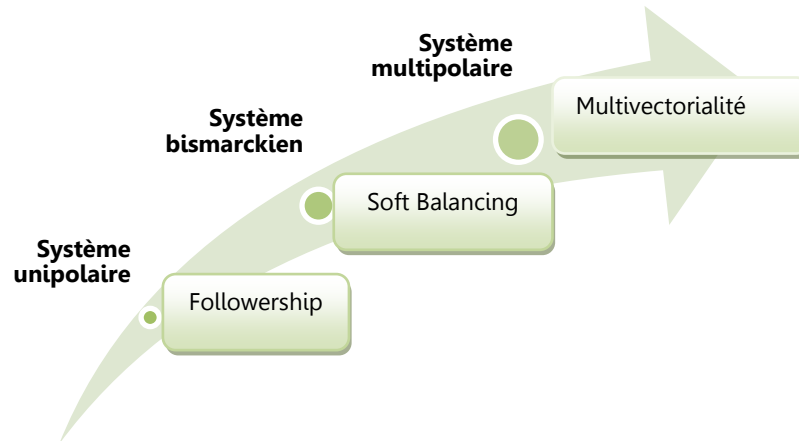 Système
unipolaire
Followership
Système
bismarckien
Soft Balancing
Système
multipolaire
Multivectorialité